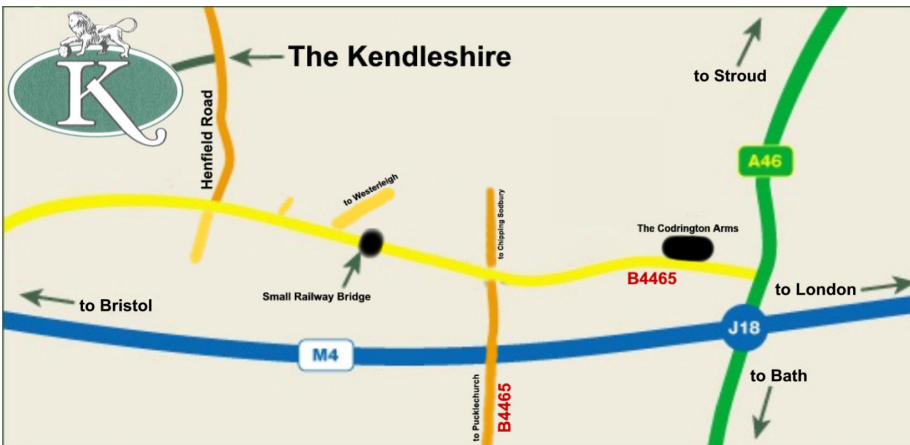 K
The Kendleshire
to Stroud
Henfield Road
A46
to Westerleigh
to Chipping Sodbury
The Codrington Arms
Small Railway Bridge
B4465
to London
to Bristol
J18
M4
to Bath
to Pucklechurch
B4465